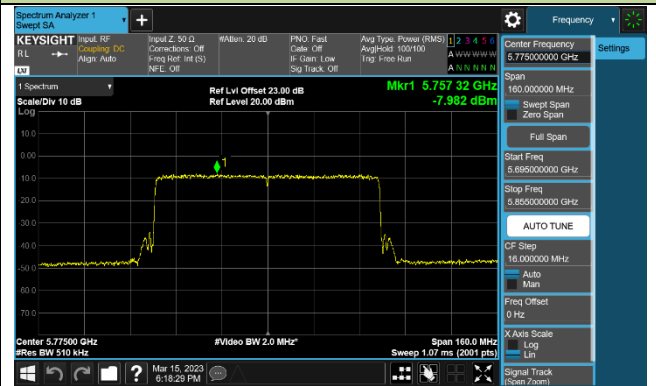 Spectrum Analyzer 1
Swept SA
+
Frequency
KEYSIGHT
RL
LXI
Input: RF
Coupling: DC
Align: Auto
Input Z: 50 Ω
Corrections: Off
Freq Ref: Int (S)
NFE: Off
#Atten: 20 dB
PNO: Fast
Gate: Off
IF Gain: Low
Sig Track: Off
Avg Type: Power (RMS)
Avg|Hold: 100/100
Trig: Free Run
1 2 3 4 5 6
A W W W W W
A N N N N N
1 Spectrum
Scale/Div 10 dB
Log
Ref Lvl Offset 23.00 dB
Ref Level 20.00 dBm
Mkr1 5.757 32 GHz
-7.982 dBm
10.0
0.00
-10.0
-20.0
-30.0
-40.0
-50.0
-60.0
-70.0
1
Center 5.77500 GHz
#Res BW 510 kHz
#Video BW 2.0 MHz*
Span 160.0 MHz
Sweep 1.07 ms (2001 pts)
Mar 15, 2023
6:18:29 PM
Center Frequency
5.775000000 GHz
Settings
Span
160.000000 MHz
Swept Span
Zero Span
Full Span
Start Freq
5.695000000 GHz
Stop Freq
5.855000000 GHz
AUTO TUNE
CF Step
16.000000 MHz
Auto
Man
Freq Offset
0 Hz
X Axis Scale
Log
Lin
Signal Track
(Span Zoom)